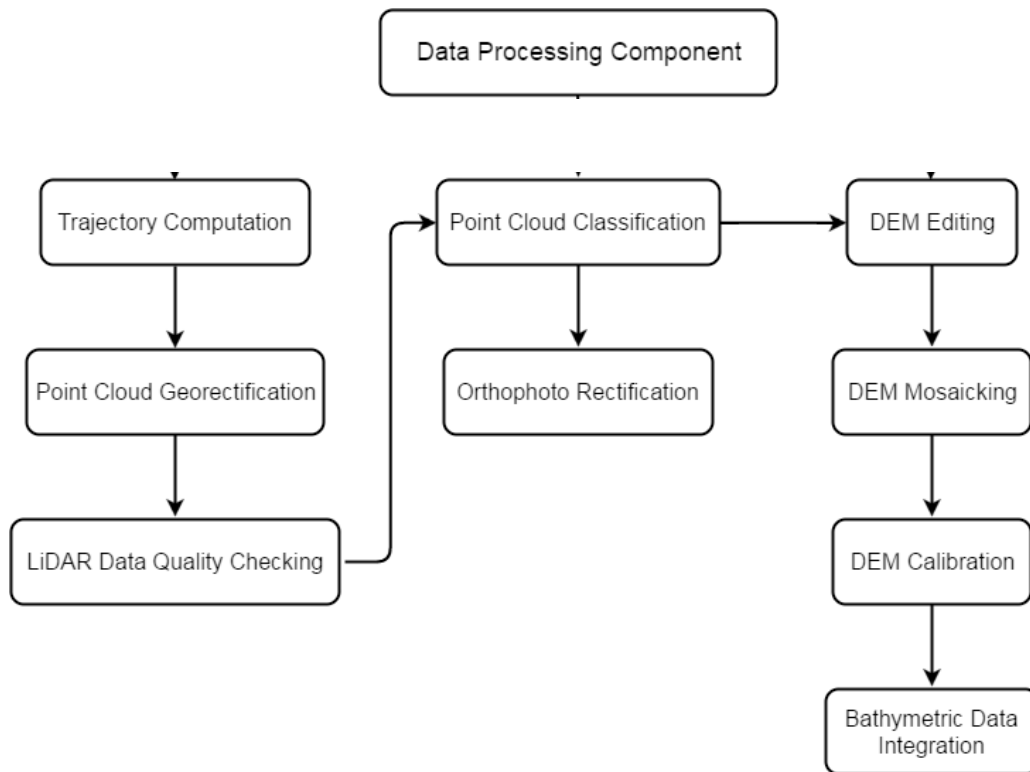 Data Processing Component
Trajectory Computation
Point Cloud Classification
DEM Editing
Point Cloud Georectification
Orthophoto Rectification
DEM Mosaicking
LiDAR Data Quality Checking
DEM Calibration
Bathymetric Data
Integration